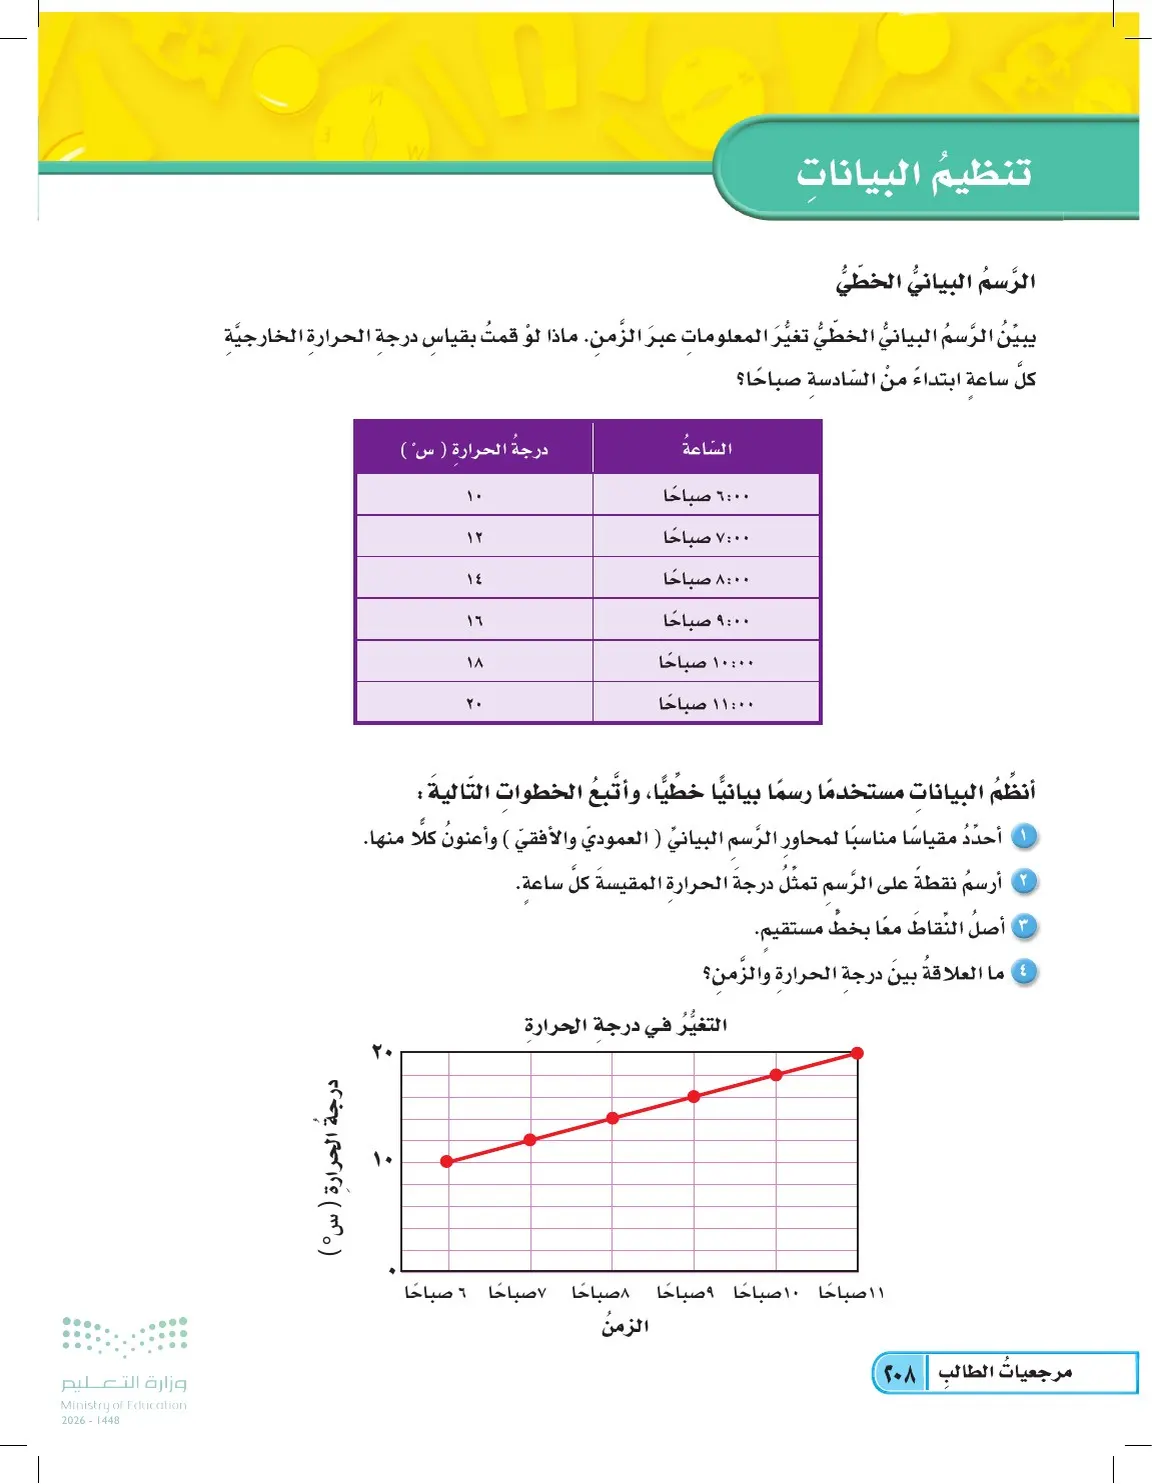 تنظيمُ البياناتِ
الرَّسمُ البيانيُّ الخطّيُّ
يبيِّنُ الرَّسمُ البيانيُّ الخطّيُّ تغيُّرَ المعلوماتِ عبرَ الزَّمنِ. ماذا لوْ قمتُ بقياسِ درجةِ الحرارةِ الخارجيَّةِ
كلَّ ساعةٍ ابتداءً منْ السّادسةِ صباحًا؟
السّاعةُ درجةُ الحرارةِ ( سْ )
٦:٠٠ صباحًا ١٠
٧:٠٠ صباحًا ١٢
٨:٠٠ صباحًا ١٤
٩:٠٠ صباحًا ١٦
١٠:٠٠ صباحًا ١٨
١١:٠٠ صباحًا ٢٠
أنظِّمُ البياناتِ مستخدمًا رسمًا بيانيًّا خطِّيًّا، وأتَّبعُ الخطواتِ التّاليةَ :
١ أحدِّدُ مقياسًا مناسبًا لمحاورِ الرَّسمِ البيانيِّ ( العموديّ والأفقيّ ) وأعنونُ كلًّا منها.
٢ أرسمُ نقطةً على الرَّسمِ تمثِّلُ درجةَ الحرارةِ المقيسةَ كلَّ ساعةٍ.
٣ أصلُ النِّقاطَ معًا بخطٍّ مستقيمٍ.
٤ ما العلاقةُ بينَ درجةِ الحرارةِ والزَّمنِ؟
التغيُّرُ في درجةِ الحرارةِ
٢٠
١٠
٠
درجةُ الحرارةِ ( س° )
٦ صباحًا ٧صباحًا ٨صباحًا ٩صباحًا ١٠صباحًا ١١صباحًا
الزمنُ
مرجعياتُ الطالبِ ٢٠٨
وزارة التعـــليم
Ministry of Education
2026 - 1448